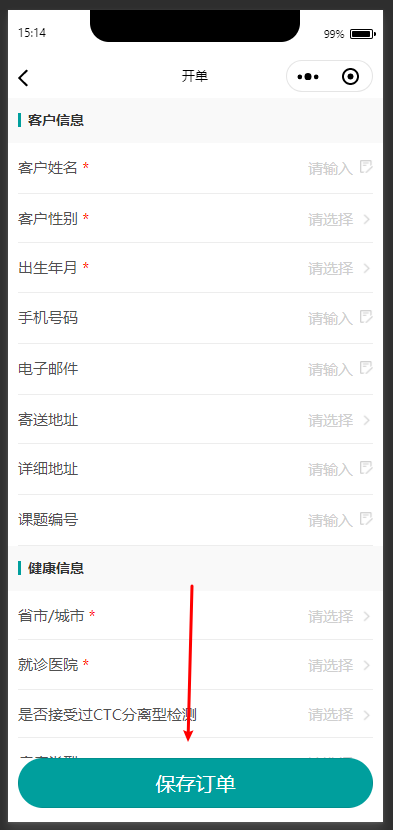 15:14 99%
开单
客户信息
客户姓名 * 请输入
客户性别 * 请选择
出生年月 * 请选择
手机号码 请输入
电子邮件 请输入
寄送地址 请选择
详细地址 请输入
课题编号 请输入
健康信息
省市/城市 * 请选择
就诊医院 * 请选择
是否接受过CTC分离型检测 请选择
保存订单